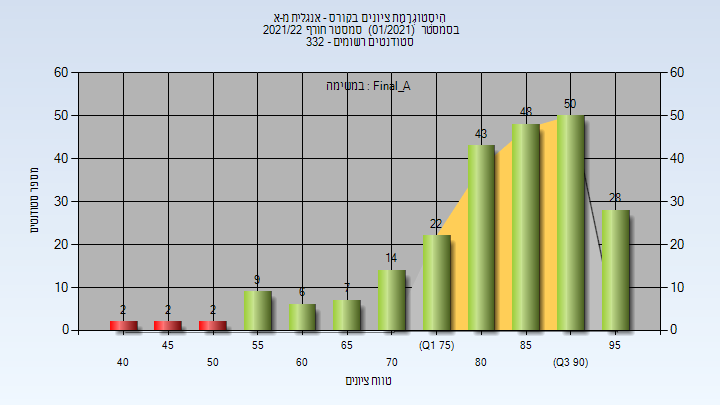 היסטוגרמת ציונים בקורס - אנגלית מ-א
בסמסטר (01/2021) סמסטר חורף 2021/22
סטודנטים רשומים - 332
במשימה : Final_A
מספר סטודנטים
60 60
50 50
40 40
30 30
20 20
10 10
0 0
2 2 2 9 6 7 14 22 43 48 50 28
40 45 50 55 60 65 70 (Q1 75) 80 85 (Q3 90) 95
טווח ציונים